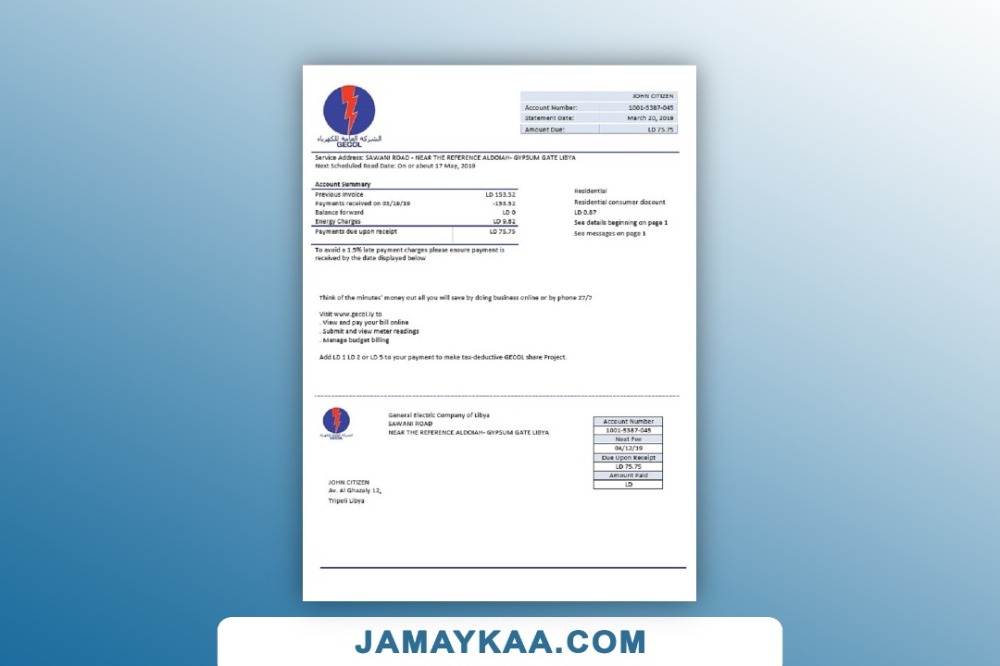 JOHN CITIZEN
Account Number: 1001-5387-045
Statement Date: March 20, 2019
Amount Due: LD 75.75
الشركة العامة للكهرباء
GECOL
Service Address: SAWANI ROAD - NEAR THE REFERENCE ALDOIAH- GYPSUM GATE LIBYA
Next Scheduled Read Date: On or about 17 May, 2019
Account Summary
Previous Invoice LD 153.52
Payments received on 03/19/19 -153.52
Balance forward LD 0
Energy Charges LD 9.82
Payments due upon receipt LD 75.75
Residential
Residential consumer discount
LD 0.87
See details beginning on page 1
See messages on page 1
To avoid a 1.5% late payment charges please ensure payment is
received by the date displayed below
Think of the minutes' money out all you will save by doing business online or by phone 27/7
Visit www.gecol.ly to
. View and pay your bill online
. Submit and view meter readings
. Manage budget billing
Add LD 1 LD 2 or LD 5 to your payment to make tax-deductive GECOL share Project.
الشركة العامة للكهرباء
GECOL
General Electric Company of Libya
SAWANI ROAD
NEAR THE REFERENCE ALDOIAH- GYPSUM GATE LIBYA
Account Number
1001-5387-045
Next Fee
04/12/19
Due Upon Receipt
LD 75.75
Amount Paid
LD
JOHN CITIZEN
Av. Al Ghazaly 12,
Tripoli Libya
JAMAYKAA.COM